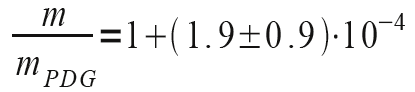 m/m_PDG = 1+(1.9±0.9)·10^−4